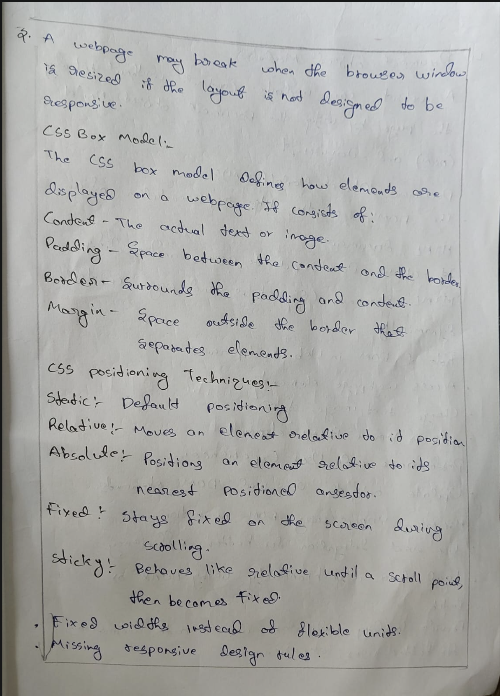 2. A webpage may break when the browser window
is resized if the layout is not designed to be
responsive.
CSS Box Model:-
The CSS box model defines how elements are
displayed on a webpage. It consists of:
Content - The actual text or image.
Padding - Space between the content and the border.
Border - Surrounds the padding and content.
Margin - Space outside the border that
separates elements.
CSS positioning Techniques:-
Static:- Default positioning
Relative:- Moves an element relative to it position
Absolute:- Positions an element relative to its
nearest positioned ansestor.
Fixed:- Stays fixed on the screen during
scrolling.
Sticky:- Behaves like relative until a scroll point,
then becomes fixed.
. Fixed widths instead of flexible units.
. Missing responsive design rules.